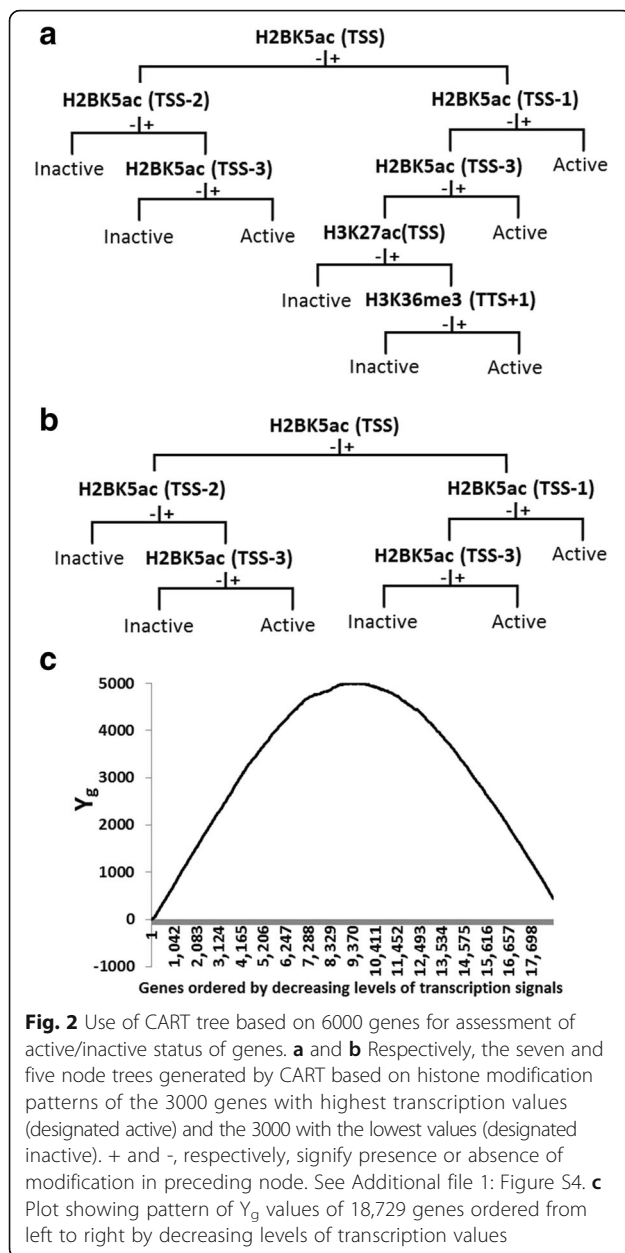 a
H2BK5ac (TSS)
-|+
H2BK5ac (TSS-2) H2BK5ac (TSS-1)
-|+ -|+
Inactive H2BK5ac (TSS-3) H2BK5ac (TSS-3) Active
-|+ -|+
Inactive Active H3K27ac(TSS) Active
-|+
Inactive H3K36me3 (TTS+1)
-|+
Inactive Active
b
H2BK5ac (TSS)
-|+
H2BK5ac (TSS-2) H2BK5ac (TSS-1)
-|+ -|+
Inactive H2BK5ac (TSS-3) H2BK5ac (TSS-3) Active
-|+ -|+
Inactive Active Inactive Active
c
5000
4000
3000
2000
1000
0
-1000
Yg
1 1,042 2,083 3,124 4,165 5,206 6,247 7,288 8,329 9,370 10,411 11,452 12,493 13,534 14,575 15,616 16,657 17,698
Genes ordered by decreasing levels of transcription signals
Fig. 2 Use of CART tree based on 6000 genes for assessment of
active/inactive status of genes. a and b Respectively, the seven and
five node trees generated by CART based on histone modification
patterns of the 3000 genes with highest transcription values
(designated active) and the 3000 with the lowest values (designated
inactive). + and -, respectively, signify presence or absence of
modification in preceding node. See Additional file 1: Figure S4. c
Plot showing pattern of Yg values of 18,729 genes ordered from
left to right by decreasing levels of transcription values